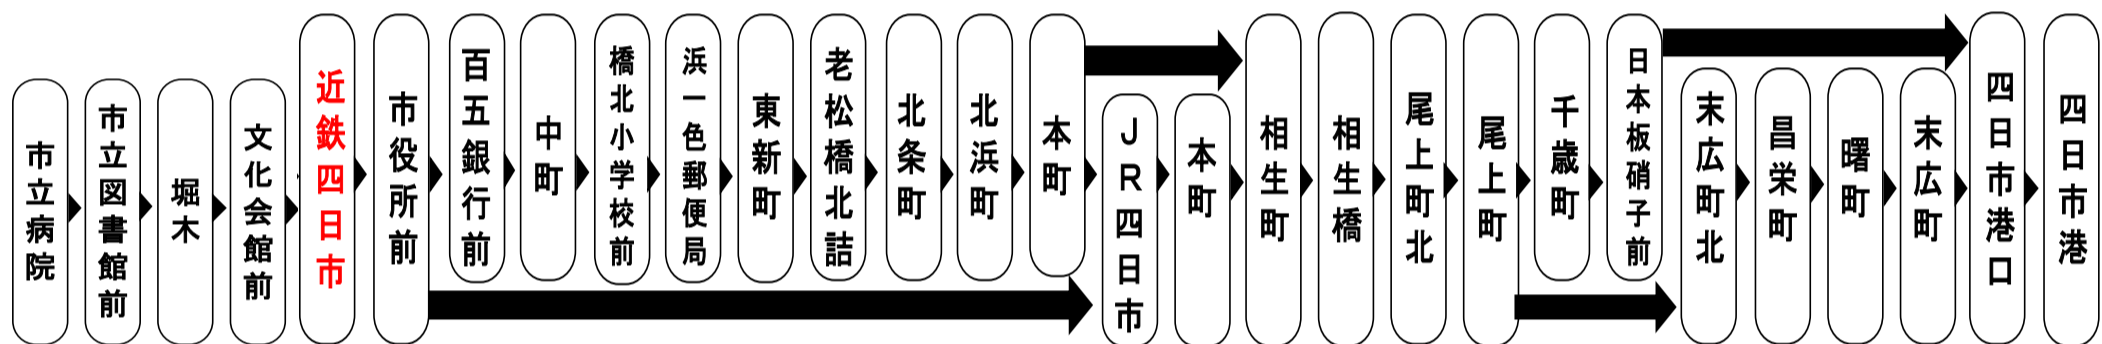 市立病院
市立図書館前
堀木
文化会館前
近鉄四日市
市役所前
百五銀行前
中町
橋北小学校前
浜一色郵便局
東新町
老松橋北詰
北条町
北浜町
本町
JR四日市
本町
相生町
相生橋
尾上町北
尾上町
千歳町
日本板硝子前
末広町北
昌栄町
曙町
末広町
四日市港口
四日市港